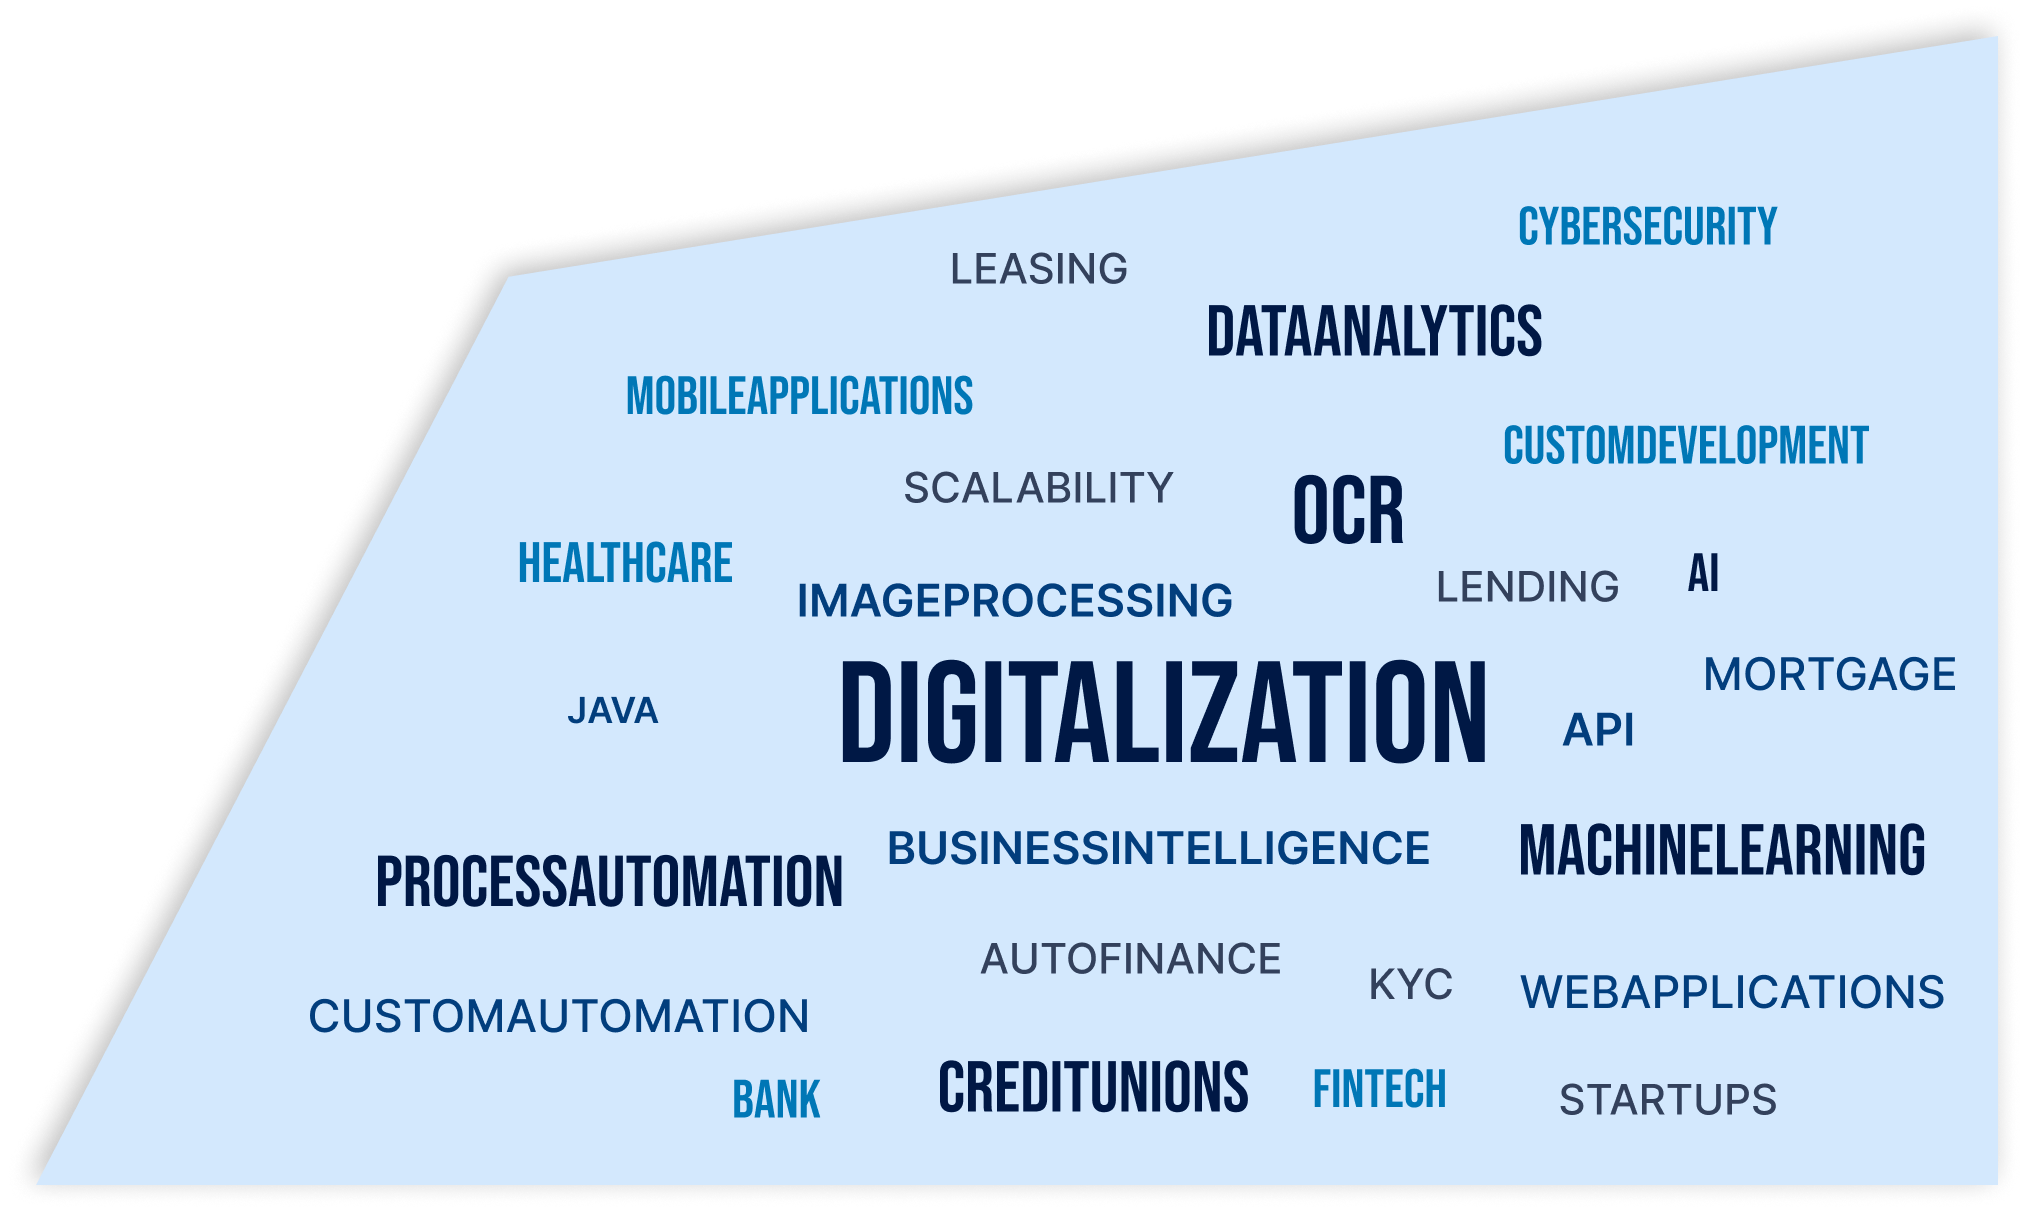 CYBERSECURITY
LEASING
DATAANALYTICS
MOBILEAPPLICATIONS
CUSTOMDEVELOPMENT
SCALABILITY
OCR
HEALTHCARE
IMAGEPROCESSING
LENDING
AI
DIGITALIZATION
MORTGAGE
JAVA
API
BUSINESSINTELLIGENCE
MACHINELEARNING
PROCESSAUTOMATION
AUTOFINANCE
KYC
WEBAPPLICATIONS
CUSTOMAUTOMATION
BANK
CREDITUNIONS
FINTECH
STARTUPS